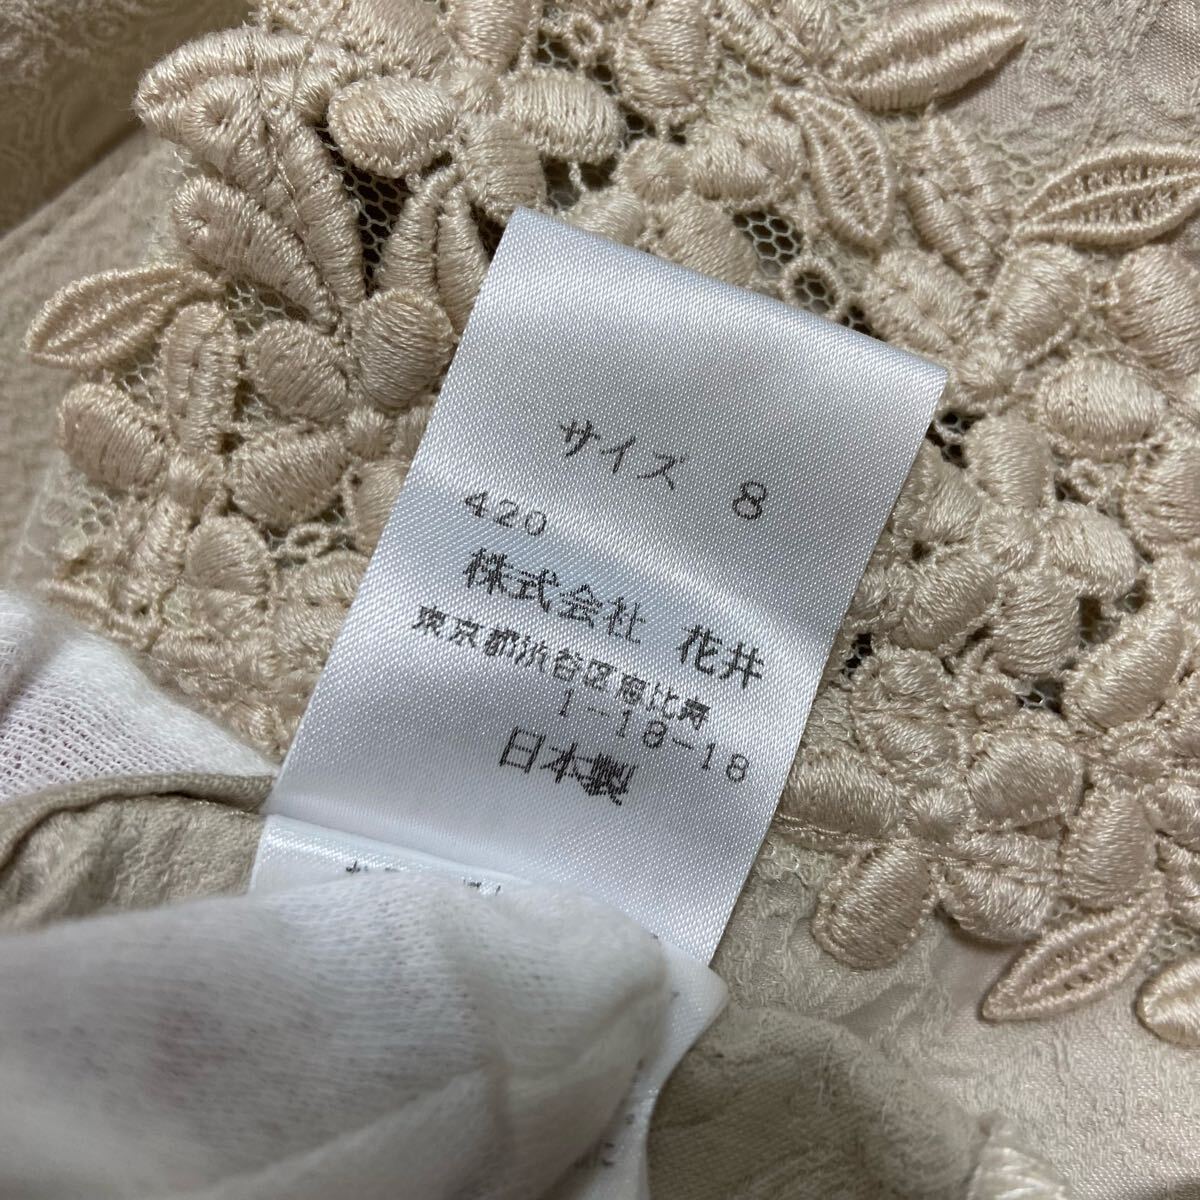 サイズ 8
420
株式会社 花井
東京都渋谷区恵比寿
1-18-18
日本製